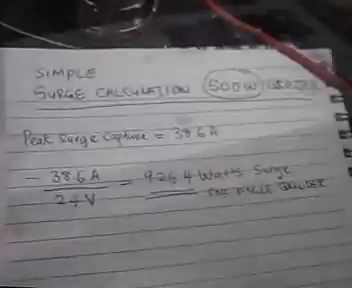 SIMPLE
SURGE CALCULATION 500W
Peak Surge Capture = 38.6A
- 38.6A = 926.4 Watts Surge
24V